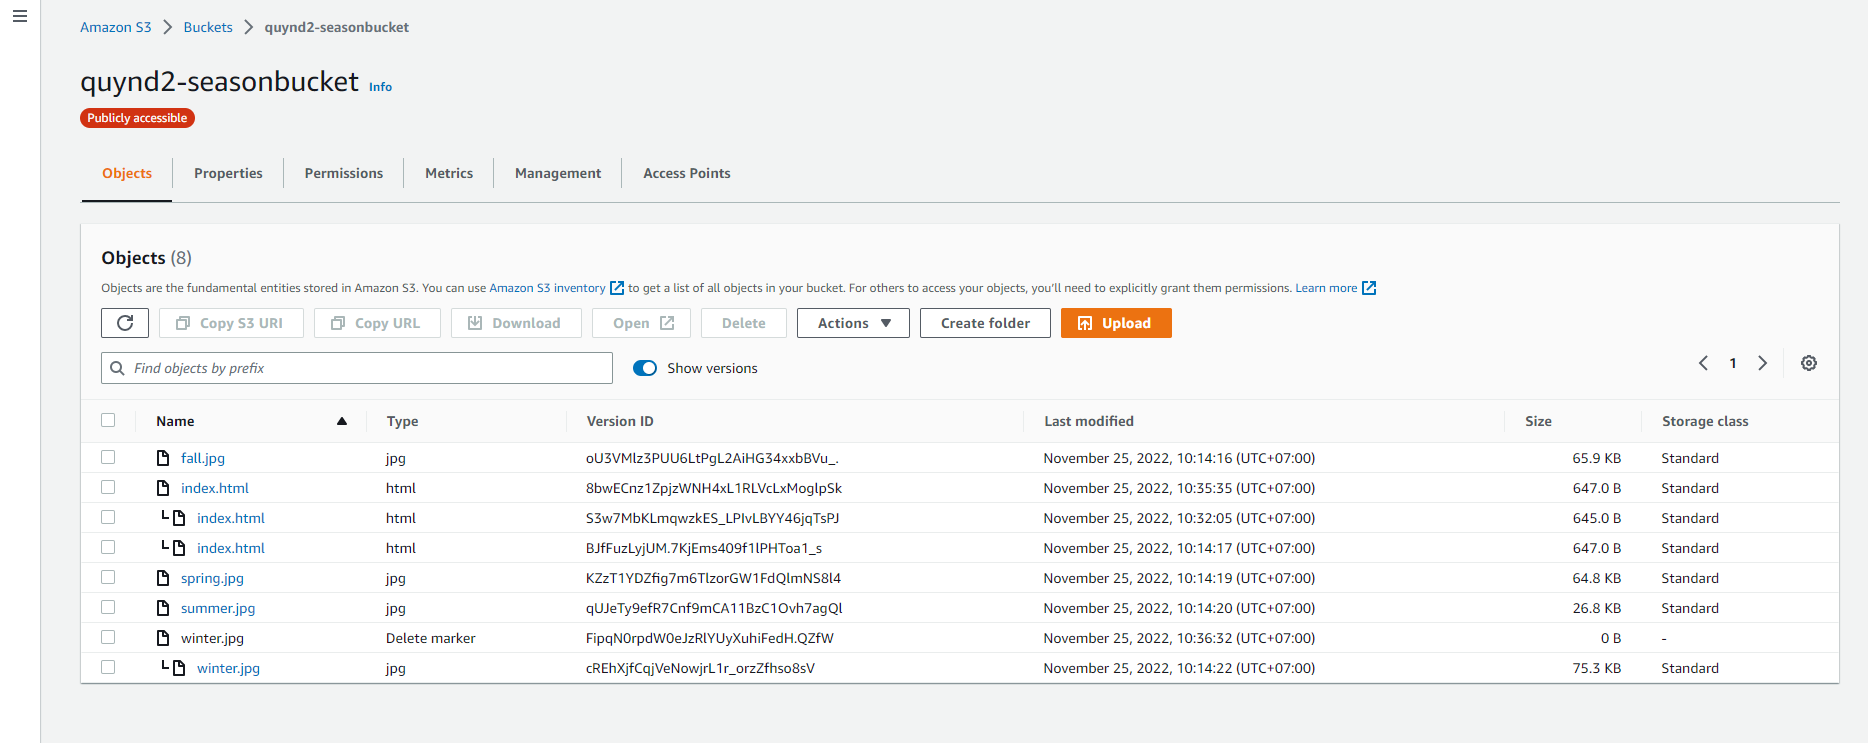 Amazon S3 > Buckets > quynd2-seasonbucket
quynd2-seasonbucket Info
Publicly accessible
Objects Properties Permissions Metrics Management Access Points
Objects (8)
Objects are the fundamental entities stored in Amazon S3. You can use Amazon S3 inventory to get a list of all objects in your bucket. For others to access your objects, you'll need to explicitly grant them permissions. Learn more
Copy S3 URI Copy URL Download Open Delete Actions Create folder Upload
Find objects by prefix Show versions 1
Name Type Version ID Last modified Size Storage class
fall.jpg jpg oU3VMlz3PUU6LtPgL2AiHG34xxbBVu_. November 25, 2022, 10:14:16 (UTC+07:00) 65.9 KB Standard
index.html html 8bwECnz1ZpjzWNH4xL1RLVcLxMoglpSk November 25, 2022, 10:35:35 (UTC+07:00) 647.0 B Standard
index.html html S3w7MbKLmqwzkES_LPIvLBYY46jqTsPJ November 25, 2022, 10:32:05 (UTC+07:00) 645.0 B Standard
index.html html BJfFuzLyjUM.7KjEms409f1lPHToa1_s November 25, 2022, 10:14:17 (UTC+07:00) 647.0 B Standard
spring.jpg jpg KZzT1YDZfig7m6TlzorGW1FdQlmNS8l4 November 25, 2022, 10:14:19 (UTC+07:00) 64.8 KB Standard
summer.jpg jpg qUJeTy9efR7Cnf9mCA11BzC1Ovh7agQl November 25, 2022, 10:14:20 (UTC+07:00) 26.8 KB Standard
winter.jpg Delete marker FipqN0rpdW0eJzRlYUyXuhiFedH.QZfW November 25, 2022, 10:36:32 (UTC+07:00) 0 B -
winter.jpg jpg cREhXjfCqjVeNowjrL1r_orzZfhso8sV November 25, 2022, 10:14:22 (UTC+07:00) 75.3 KB Standard